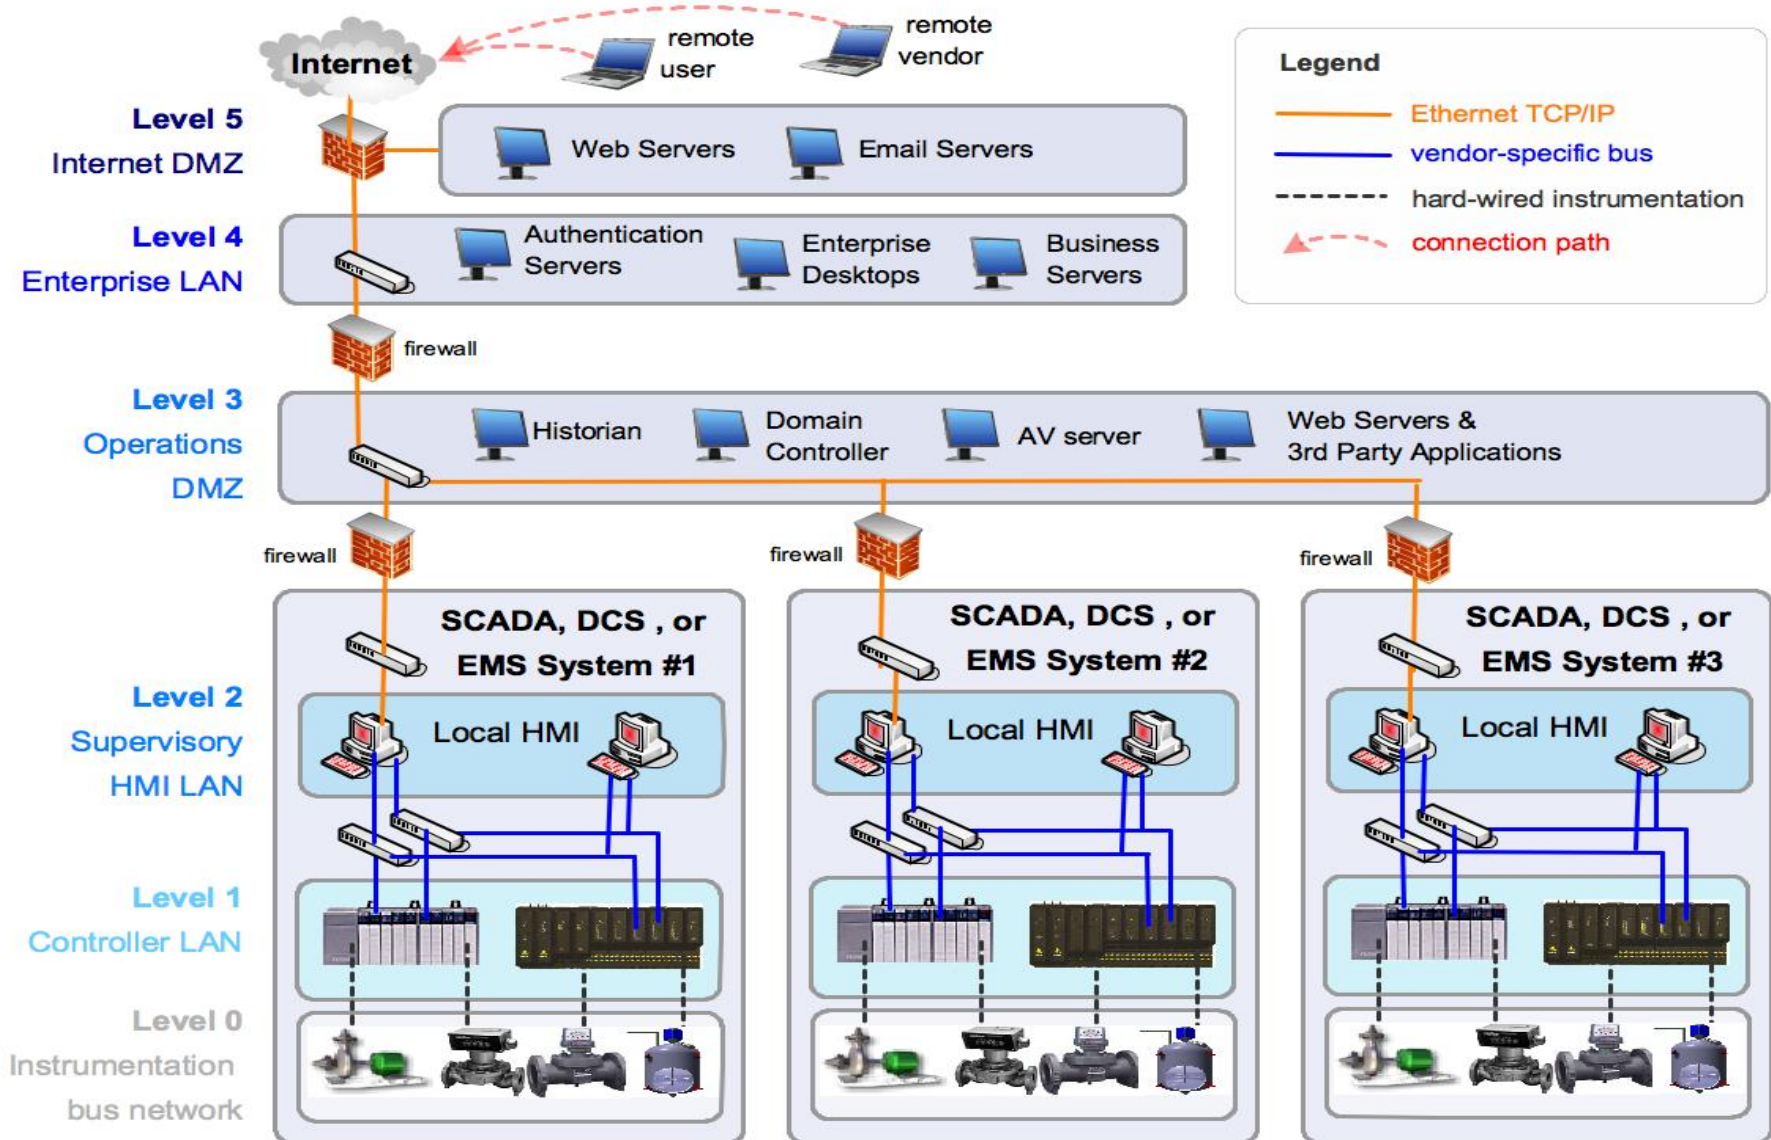 Internet
remote
user
remote
vendor
Legend
Ethernet TCP/IP
vendor-specific bus
hard-wired instrumentation
connection path
Level 5
Internet DMZ
Web Servers
Email Servers
Level 4
Enterprise LAN
Authentication
Servers
Enterprise
Desktops
Business
Servers
firewall
Level 3
Operations
DMZ
Historian
Domain
Controller
AV server
Web Servers &
3rd Party Applications
firewall
firewall
firewall
SCADA, DCS , or
EMS System #1
SCADA, DCS , or
EMS System #2
SCADA, DCS , or
EMS System #3
Level 2
Supervisory
HMI LAN
Local HMI
Local HMI
Local HMI
Level 1
Controller LAN
Level 0
Instrumentation
bus network